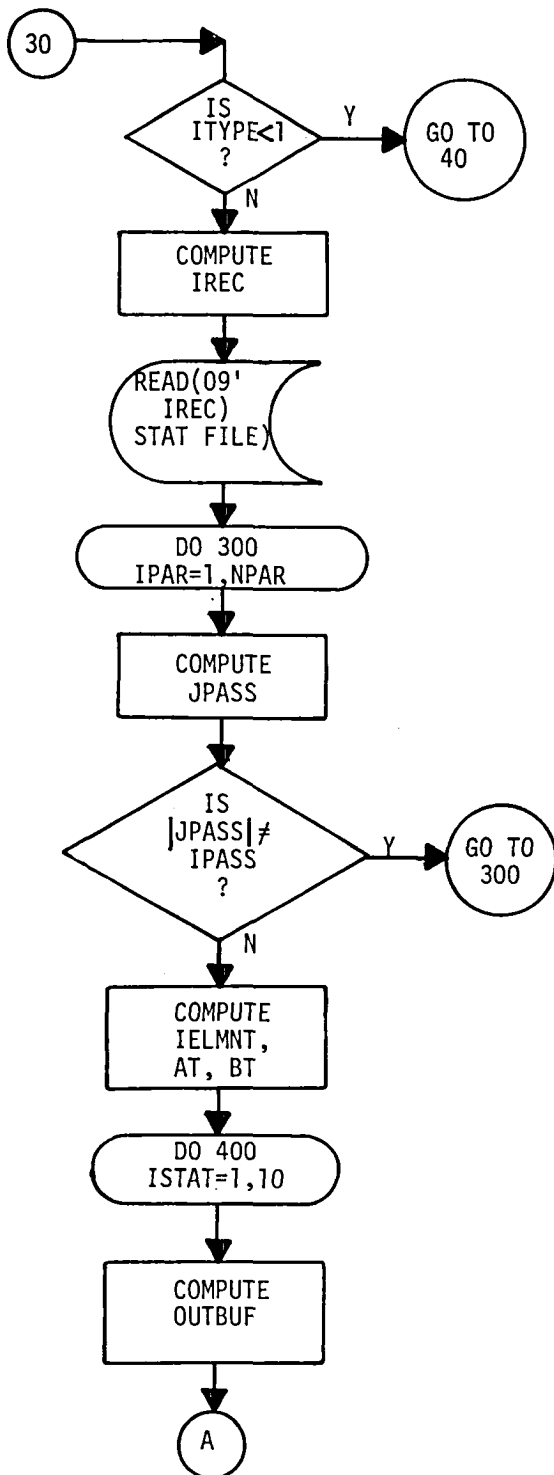 30
IS
ITYPE<1
?
Y
GO TO
40
N
COMPUTE
IREC
READ(09'
IREC)
STAT FILE)
DO 300
IPAR=1,NPAR
COMPUTE
JPASS
IS
|JPASS|≠
IPASS
?
Y
GO TO
300
N
COMPUTE
IELMNT,
AT, BT
DO 400
ISTAT=1,10
COMPUTE
OUTBUF
A